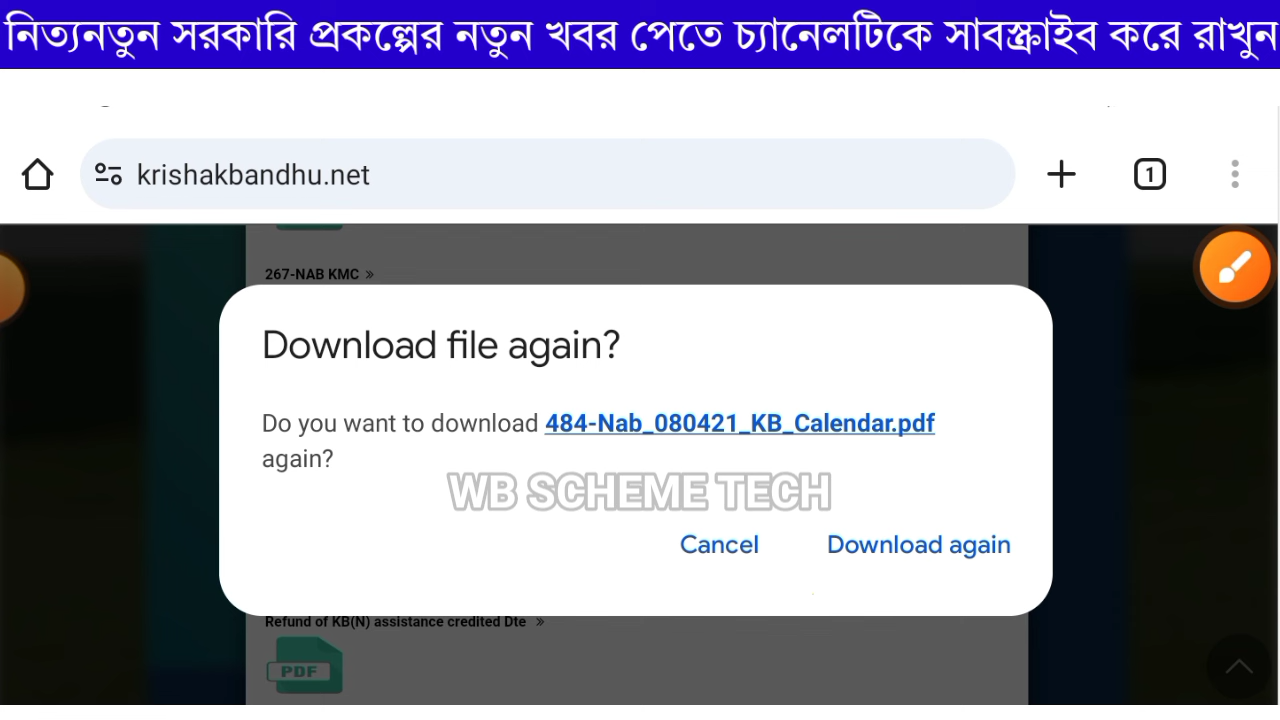 নিত্যনতুন সরকারি প্রকল্পের নতুন খবর পেতে চ্যানেলটিকে সাবস্ক্রাইব করে রাখুন
krishakbandhu.net
1
267-NAB KMC »
Download file again?
Do you want to download 484-Nab_080421_KB_Calendar.pdf
again?
WB SCHEME TECH
Cancel Download again
Refund of KB(N) assistance credited Dte »
PDF